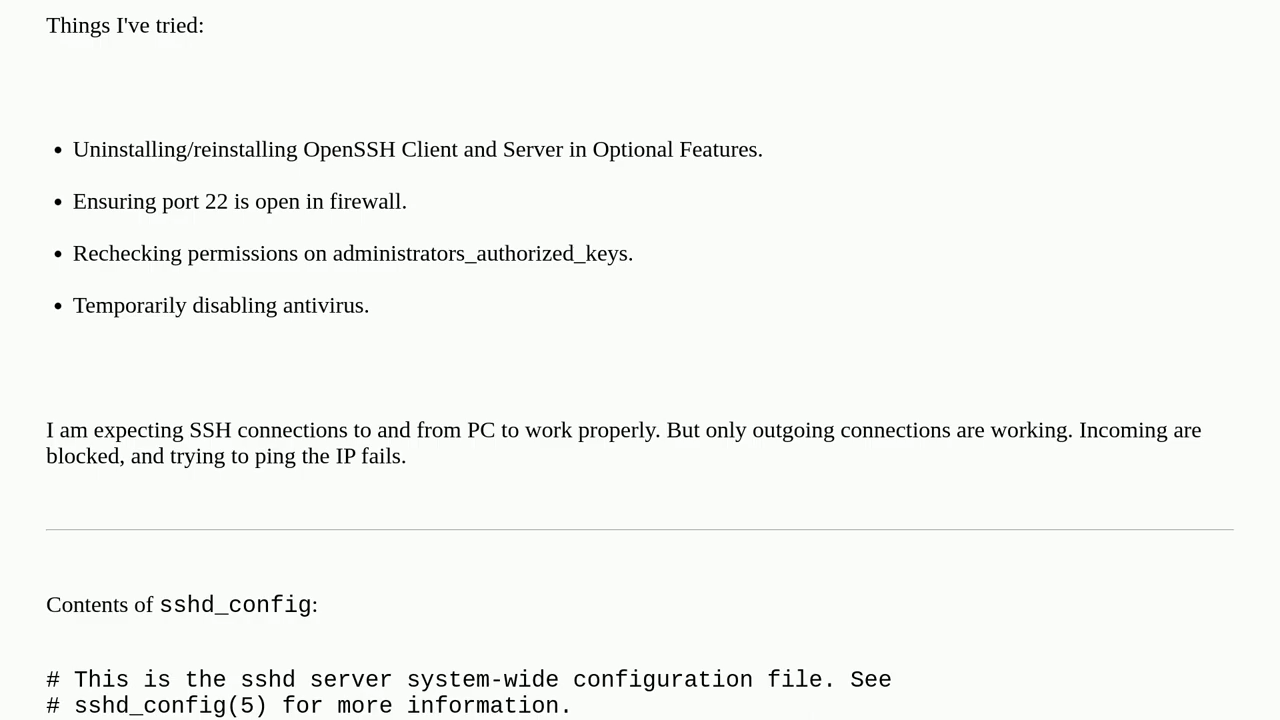 Things I've tried:
• Uninstalling/reinstalling OpenSSH Client and Server in Optional Features.
• Ensuring port 22 is open in firewall.
• Rechecking permissions on administrators_authorized_keys.
• Temporarily disabling antivirus.
I am expecting SSH connections to and from PC to work properly. But only outgoing connections are working. Incoming are
blocked, and trying to ping the IP fails.
Contents of sshd_config:
# This is the sshd server system-wide configuration file. See
# sshd_config(5) for more information.